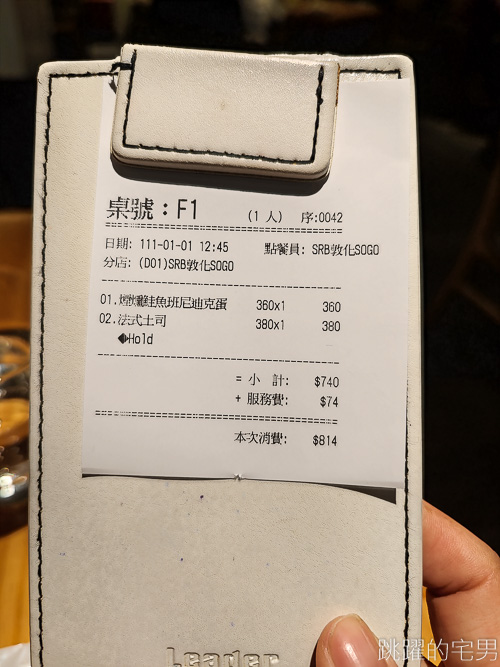 桌號：F1 (1 人) 序:0042
日期: 111-01-01 12:45 點餐員: SRB敦化SOGO
分店: (D01)SRB敦化SOGO
01.燻鮭魚班尼迪克蛋 360x1 360
02.法式土司 380x1 380
◆Hold
= 小 計: $740
+ 服務費: $74
本次消費: $814
Leader
跳躍的宅男